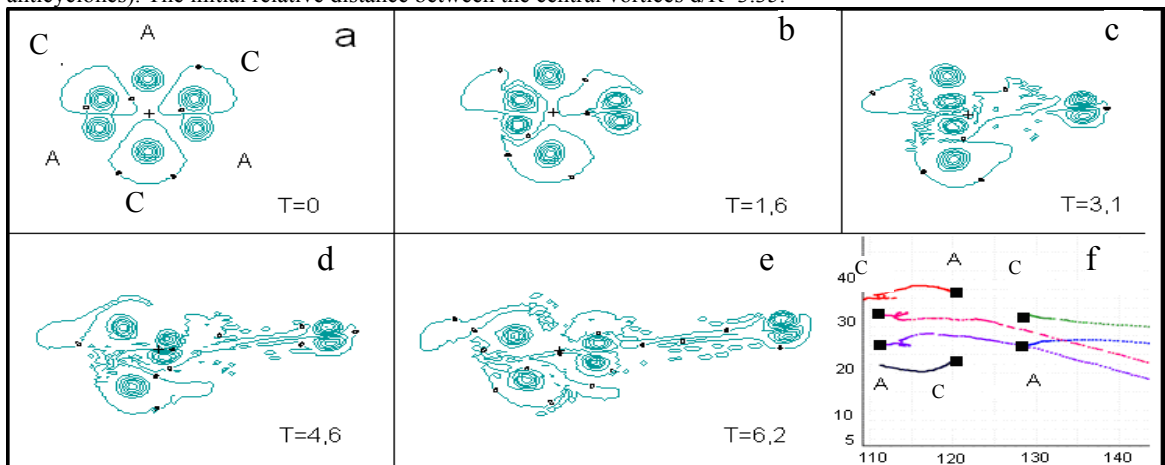 anticyclones). The initial relative distance between the central vortices d/R=3.35.
a
C A C
A A
C
T=0
b
T=1,6
c
T=3,1
d
T=4,6
e
T=6,2
f
C A C
40
30
20
10
5
A C A
110 120 130 140